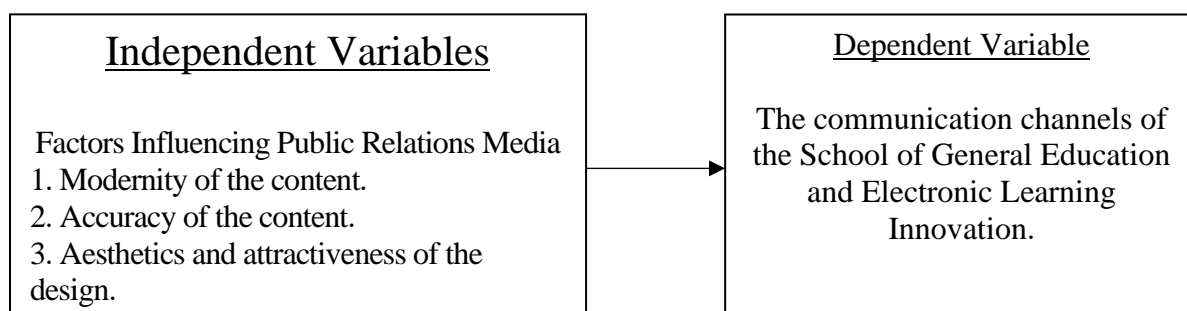 Independent Variables
Factors Influencing Public Relations Media
1. Modernity of the content.
2. Accuracy of the content.
3. Aesthetics and attractiveness of the
design.
Dependent Variable
The communication channels of
the School of General Education
and Electronic Learning
Innovation.